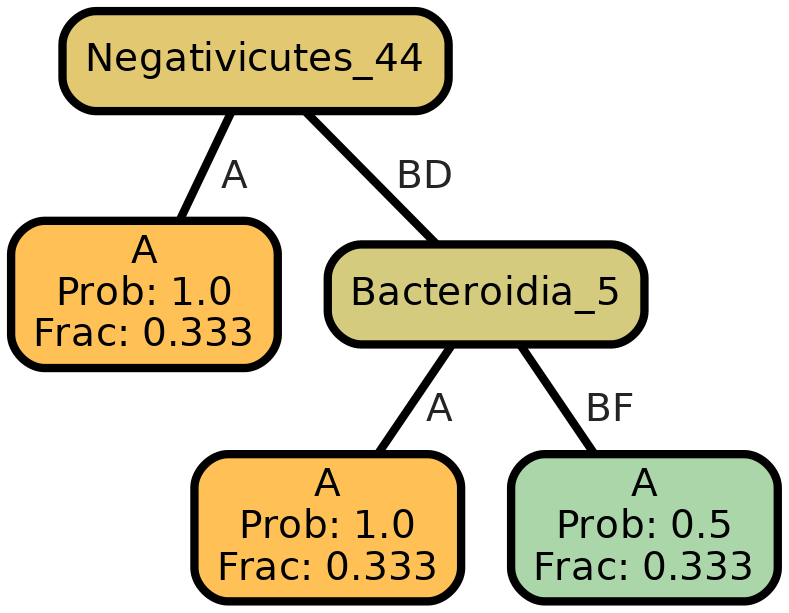 Negativicutes_44
A
BD
A
Prob: 1.0
Frac: 0.333
Bacteroidia_5
A
BF
A
Prob: 1.0
Frac: 0.333
A
Prob: 0.5
Frac: 0.333